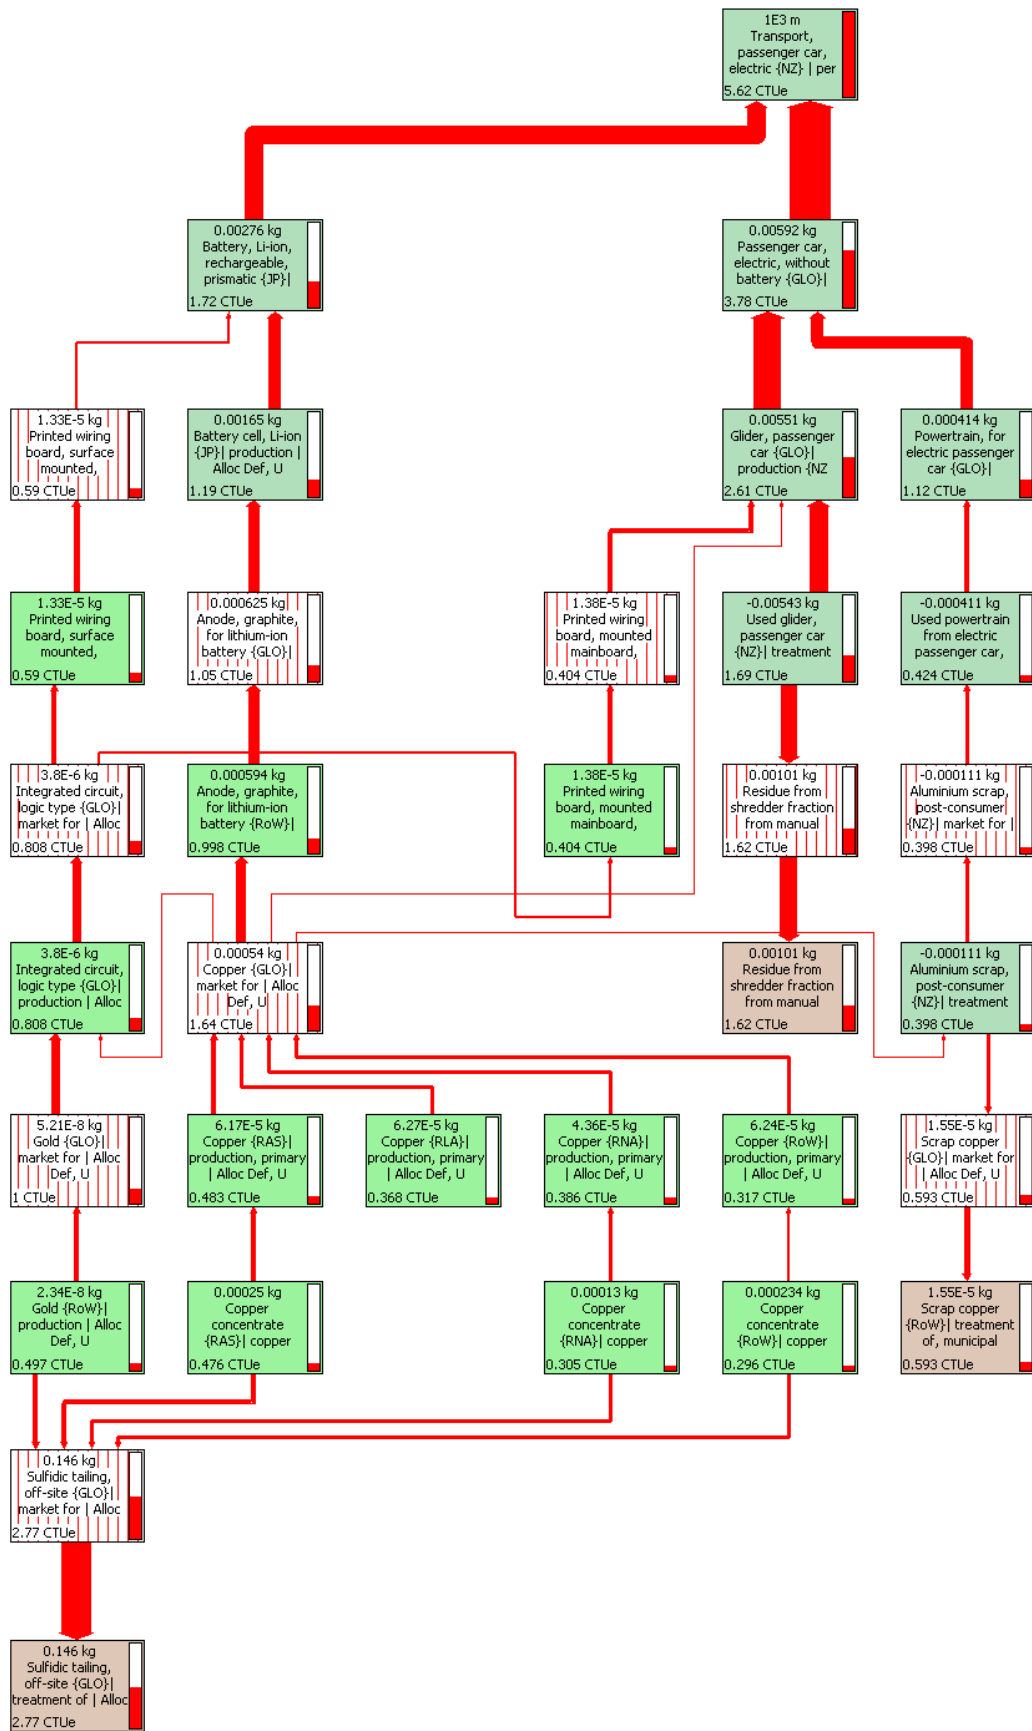 1E3 m
Transport,
passenger car,
electric {NZ} | per
5.62 CTUe
0.00276 kg
Battery, Li-ion,
rechargeable,
prismatic {JP}|
1.72 CTUe
0.00592 kg
Passenger car,
electric, without
battery {GLO}|
3.78 CTUe
1.33E-5 kg
Printed wiring
board, surface
mounted,
0.59 CTUe
0.00165 kg
Battery cell, Li-ion
{JP}| production |
Alloc Def, U
1.19 CTUe
0.00551 kg
Glider, passenger
car {GLO}|
production {NZ
2.61 CTUe
0.000414 kg
Powertrain, for
electric passenger
car {GLO}|
1.12 CTUe
1.33E-5 kg
Printed wiring
board, surface
mounted,
0.59 CTUe
0.000625 kg
Anode, graphite,
for lithium-ion
battery {GLO}|
1.05 CTUe
1.38E-5 kg
Printed wiring
board, mounted
mainboard,
0.404 CTUe
-0.00543 kg
Used glider,
passenger car
{NZ}| treatment
1.69 CTUe
-0.000411 kg
Used powertrain
from electric
passenger car,
0.424 CTUe
3.8E-6 kg
Integrated circuit,
logic type {GLO}|
market for | Alloc
0.808 CTUe
0.000594 kg
Anode, graphite,
for lithium-ion
battery {RoW}|
0.998 CTUe
1.38E-5 kg
Printed wiring
board, mounted
mainboard,
0.404 CTUe
0.00101 kg
Residue from
shredder fraction
from manual
1.62 CTUe
-0.000111 kg
Aluminium scrap,
post-consumer
{NZ}| market for |
0.398 CTUe
3.8E-6 kg
Integrated circuit,
logic type {GLO}|
production | Alloc
0.808 CTUe
0.00054 kg
Copper {GLO}|
market for | Alloc
Def, U
1.64 CTUe
0.00101 kg
Residue from
shredder fraction
from manual
1.62 CTUe
-0.000111 kg
Aluminium scrap,
post-consumer
{NZ}| treatment
0.398 CTUe
5.21E-8 kg
Gold {GLO}|
market for | Alloc
Def, U
1 CTUe
6.17E-5 kg
Copper {RAS}|
production, primary
| Alloc Def, U
0.483 CTUe
6.27E-5 kg
Copper {RLA}|
production, primary
| Alloc Def, U
0.368 CTUe
4.36E-5 kg
Copper {RNA}|
production, primary
| Alloc Def, U
0.386 CTUe
6.24E-5 kg
Copper {RoW}|
production, primary
| Alloc Def, U
0.317 CTUe
1.55E-5 kg
Scrap copper
{GLO}| market for
| Alloc Def, U
0.593 CTUe
2.34E-8 kg
Gold {RoW}|
production | Alloc
Def, U
0.497 CTUe
0.00025 kg
Copper
concentrate
{RAS}| copper
0.476 CTUe
0.00013 kg
Copper
concentrate
{RNA}| copper
0.305 CTUe
0.000234 kg
Copper
concentrate
{RoW}| copper
0.296 CTUe
1.55E-5 kg
Scrap copper
{RoW}| treatment
of, municipal
0.593 CTUe
0.146 kg
Sulfidic tailing,
off-site {GLO}|
market for | Alloc
2.77 CTUe
0.146 kg
Sulfidic tailing,
off-site {GLO}|
treatment of | Alloc
2.77 CTUe